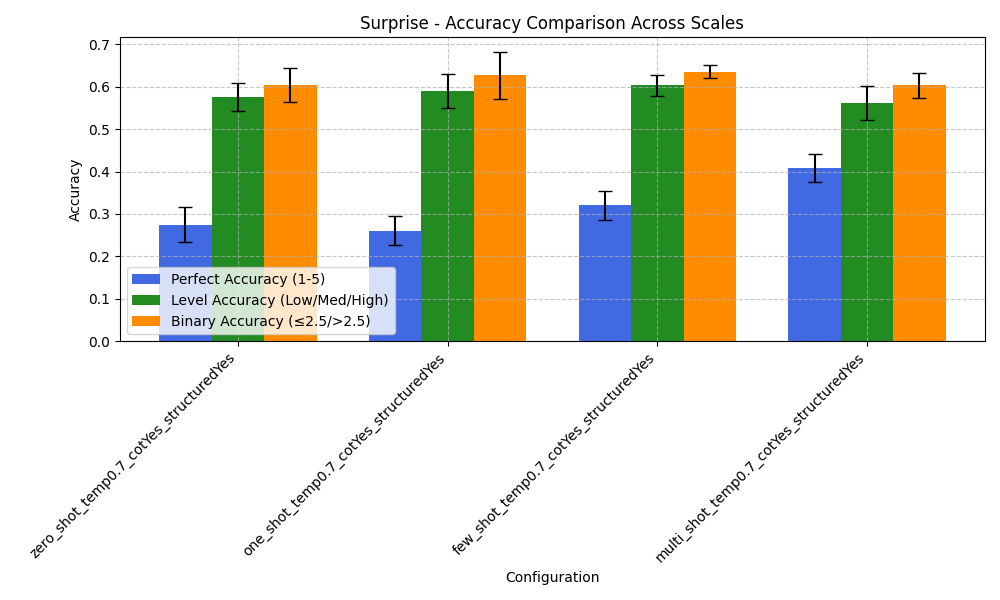 Surprise - Accuracy Comparison Across Scales
Accuracy
0.7
0.6
0.5
0.4
0.3
0.2
0.1
0.0
Perfect Accuracy (1-5)
Level Accuracy (Low/Med/High)
Binary Accuracy (≤2.5/>2.5)
zero_shot_temp0.7_cotYes_structuredYes
one_shot_temp0.7_cotYes_structuredYes
few_shot_temp0.7_cotYes_structuredYes
multi_shot_temp0.7_cotYes_structuredYes
Configuration